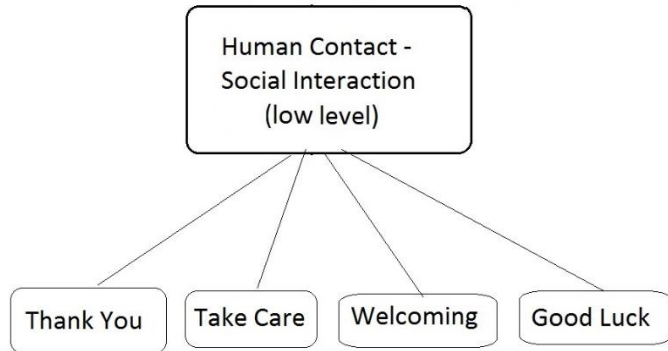 Human Contact -
Social Interaction
(low level)
Thank You
Take Care
Welcoming
Good Luck